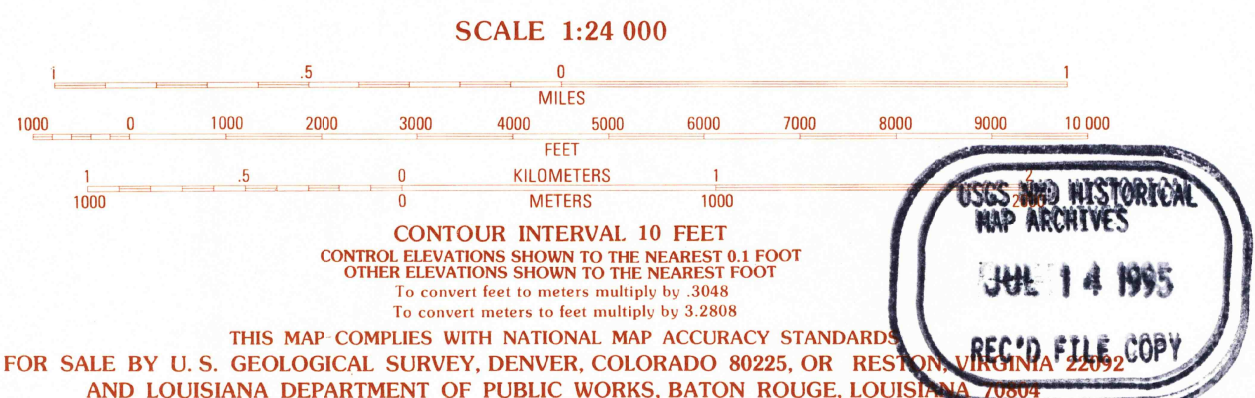 SCALE 1:24 000
1 .5 0 1
MILES
1000 0 1000 2000 3000 4000 5000 6000 7000 8000 9000 10 000
FEET
1 .5 0 KILOMETERS 1 2
1000 0 METERS 1000 2000
CONTOUR INTERVAL 10 FEET
CONTROL ELEVATIONS SHOWN TO THE NEAREST 0.1 FOOT
OTHER ELEVATIONS SHOWN TO THE NEAREST FOOT
To convert feet to meters multiply by .3048
To convert meters to feet multiply by 3.2808
THIS MAP COMPLIES WITH NATIONAL MAP ACCURACY STANDARDS
FOR SALE BY U. S. GEOLOGICAL SURVEY, DENVER, COLORADO 80225, OR RESTON, VIRGINIA 22092
AND LOUISIANA DEPARTMENT OF PUBLIC WORKS, BATON ROUGE, LOUISIANA 70804
USGS NMD HISTORICAL
MAP ARCHIVES
JUL 14 1995
REC'D FILE COPY